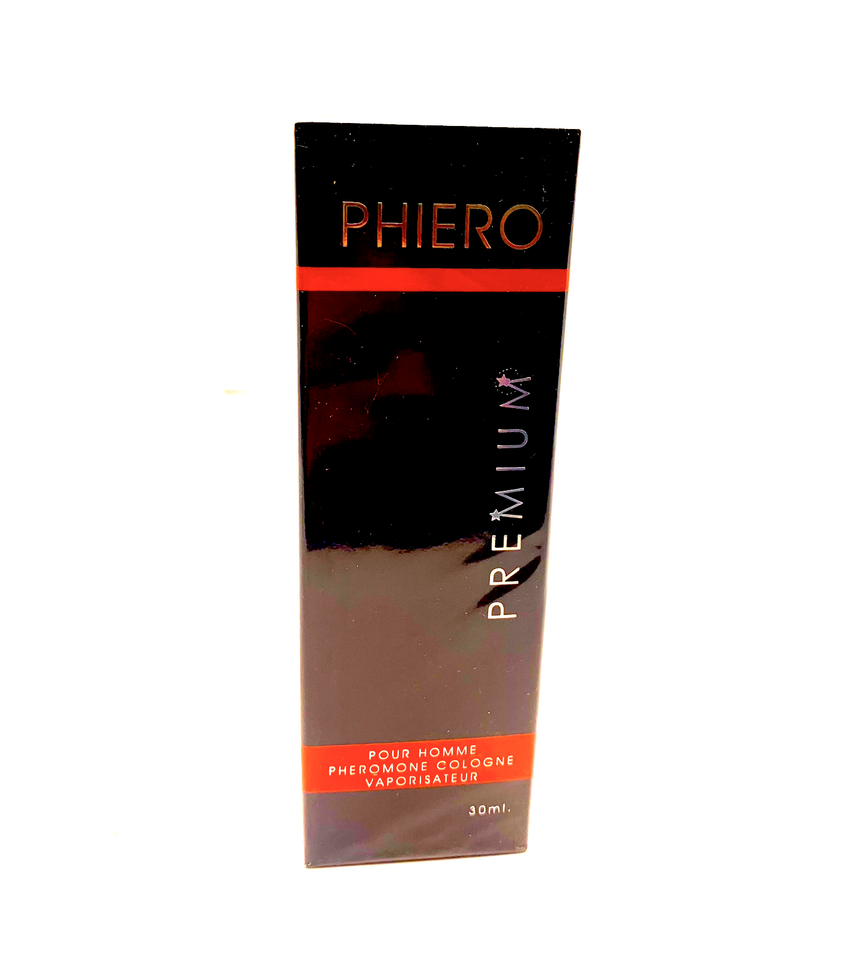 PHIERO
PREMIUM
POUR HOMME
PHEROMONE COLOGNE
VAPORISATEUR
30ml.